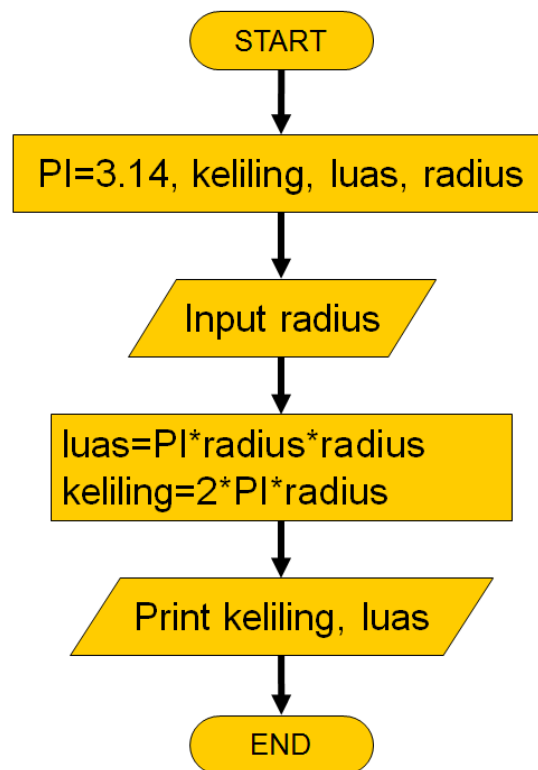 START
PI=3.14, keliling, luas, radius
Input radius
luas=PI*radius*radius
keliling=2*PI*radius
Print keliling, luas
END